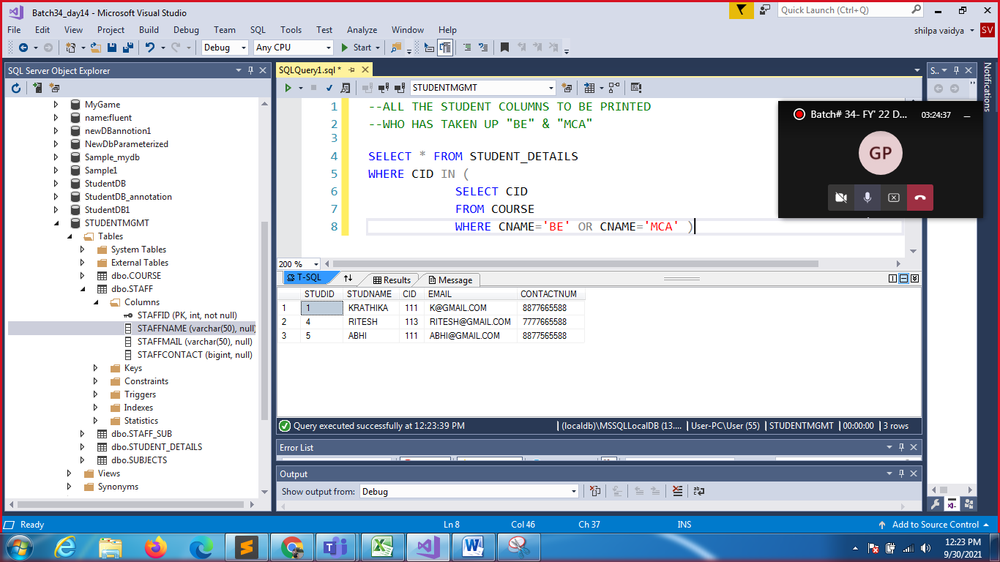 Batch34_day14 - Microsoft Visual Studio
Quick Launch (Ctrl+Q)
File Edit View Project Build Debug Team SQL Tools Test Analyze Window Help
shilpa vaidya SV
Debug Any CPU Start
SQL Server Object Explorer
MyGame
name:fluent
newDBannotion1
NewDbParameterized
Sample_mydb
Sample1
StudentDB
StudentDB_annotation
StudentDB1
STUDENTMGMT
Tables
System Tables
External Tables
dbo.COURSE
dbo.STAFF
Columns
STAFFID (PK, int, not null)
STAFFNAME (varchar(50), null)
STAFFMAIL (varchar(50), null)
STAFFCONTACT (bigint, null)
Keys
Constraints
Triggers
Indexes
Statistics
dbo.STAFF_SUB
dbo.STUDENT_DETAILS
dbo.SUBJECTS
Views
Synonyms
SQLQuery1.sql *
STUDENTMGMT
1 --ALL THE STUDENT COLUMNS TO BE PRINTED
2 --WHO HAS TAKEN UP "BE" & "MCA"
3
4 SELECT * FROM STUDENT_DETAILS
5 WHERE CID IN (
6 SELECT CID
7 FROM COURSE
8 WHERE CNAME='BE' OR CNAME='MCA' )
200 %
T-SQL Results Message
STUDID STUDNAME CID EMAIL CONTACTNUM
1 1 KRATHIKA 111 K@GMAIL.COM 8877665588
2 4 RITESH 113 RITESH@GMAIL.COM 7777665588
3 5 ABHI 111 ABHI@GMAIL.COM 8877565588
Query executed successfully at 12:23:39 PM (localdb)\MSSQLLocalDB (13.... User-PC\User (55) STUDENTMGMT 00:00:00 3 rows
Error List
Output
Show output from: Debug
S..
Notifications
Batch# 34- FY' 22 D... 03:24:37
GP
Ready Ln 8 Col 46 Ch 37 INS Add to Source Control
12:23 PM
9/30/2021